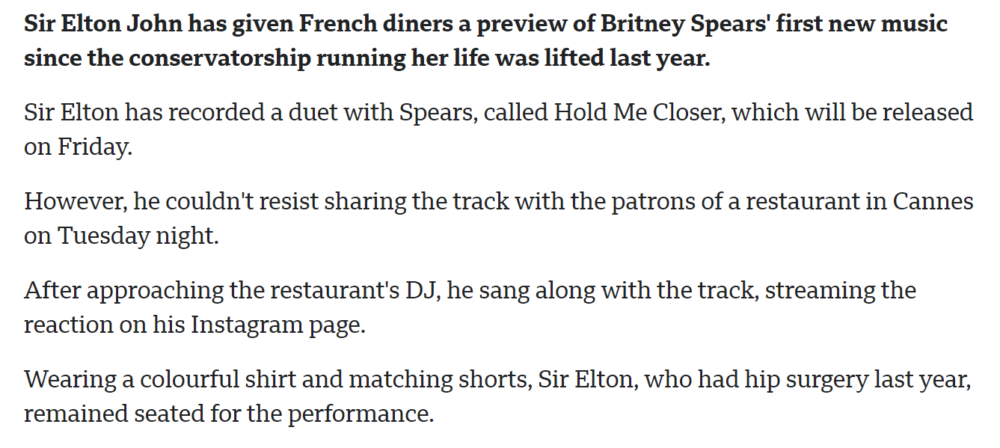 Sir Elton John has given French diners a preview of Britney Spears' first new music
since the conservatorship running her life was lifted last year.
Sir Elton has recorded a duet with Spears, called Hold Me Closer, which will be released
on Friday.
However, he couldn't resist sharing the track with the patrons of a restaurant in Cannes
on Tuesday night.
After approaching the restaurant's DJ, he sang along with the track, streaming the
reaction on his Instagram page.
Wearing a colourful shirt and matching shorts, Sir Elton, who had hip surgery last year,
remained seated for the performance.